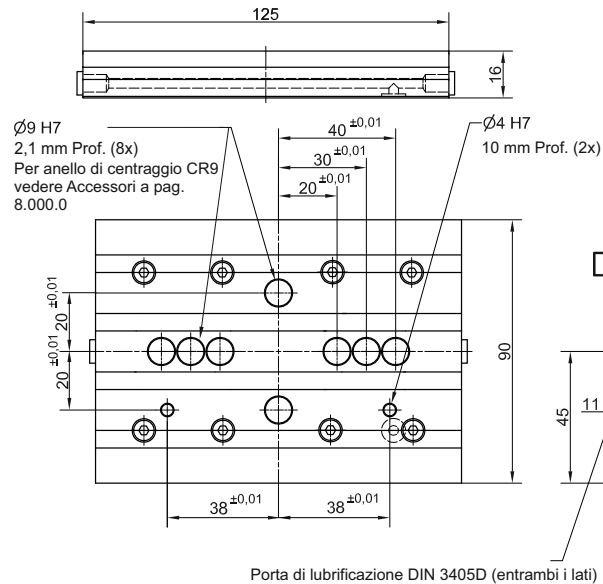 125
16
Ø9 H7
2,1 mm Prof. (8x)
Per anello di centraggio CR9
vedere Accessori a pag.
8.000.0
40 ±0,01
30 ±0,01
20 ±0,01
Ø4 H7
10 mm Prof. (2x)
20 ±0,01
20 ±0,01
90
45
11
38 ±0,01
38 ±0,01
Porta di lubrificazione DIN 3405D (entrambi i lati)